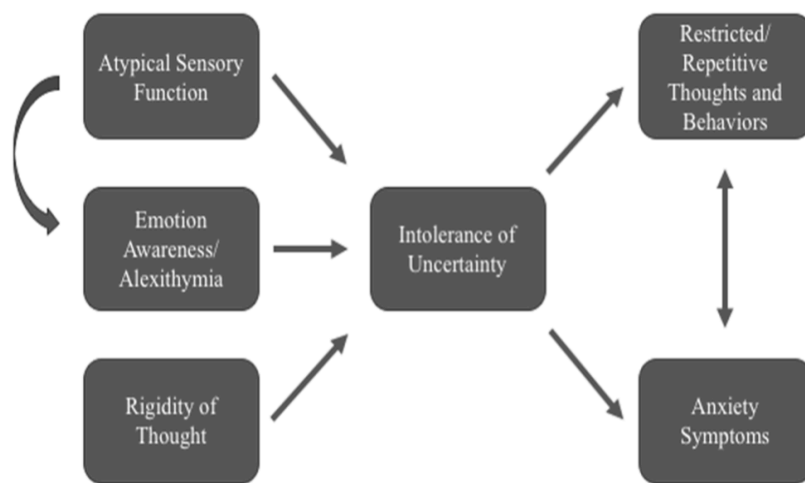 Atypical Sensory
Function
Emotion
Awareness/
Alexithymia
Rigidity of
Thought
Intolerance of
Uncertainty
Restricted/
Repetitive
Thoughts and
Behaviors
Anxiety
Symptoms